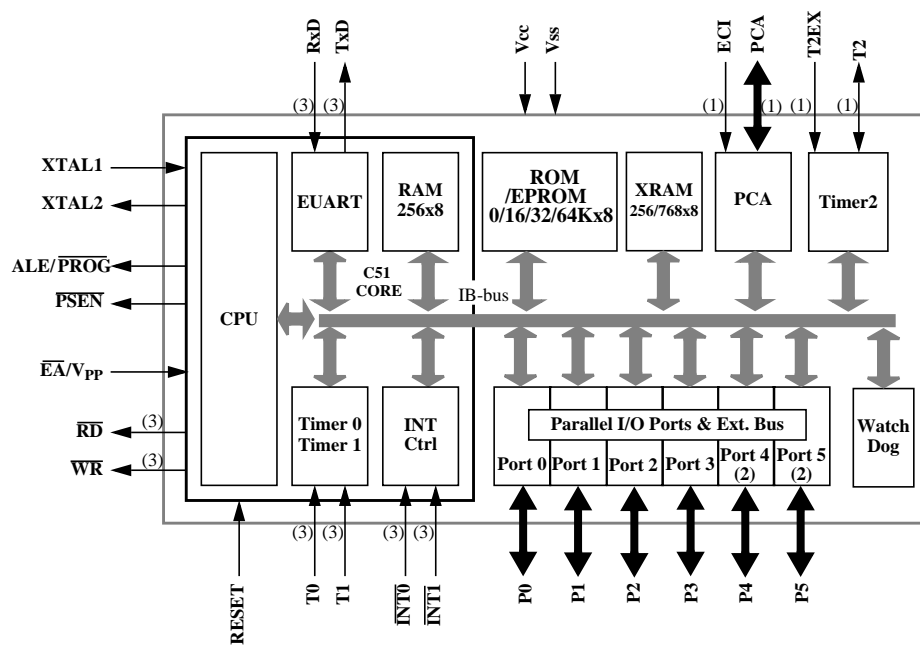 RxD
TxD
Vcc
Vss
ECI
PCA
T2EX
T2
(3)
(3)
(1)
(1)
(1)
(1)
XTAL1
XTAL2
ALE/PROG
PSEN
EA/VPP
RD
(3)
WR
(3)
CPU
EUART
RAM
256x8
ROM
/EPROM
0/16/32/64Kx8
XRAM
256/768x8
PCA
Timer2
C51
CORE
IB-bus
Timer 0
Timer 1
INT
Ctrl
Parallel I/O Ports & Ext. Bus
Port 0
Port 1
Port 2
Port 3
Port 4
(2)
Port 5
(2)
Watch
Dog
(3)
(3)
(3)
(3)
RESET
T0
T1
INT0
INT1
P0
P1
P2
P3
P4
P5